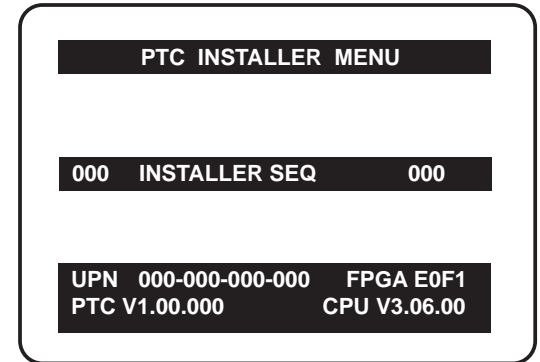 PTC INSTALLER MENU
000 INSTALLER SEQ 000
UPN 000-000-000-000 FPGA E0F1
PTC V1.00.000 CPU V3.06.00